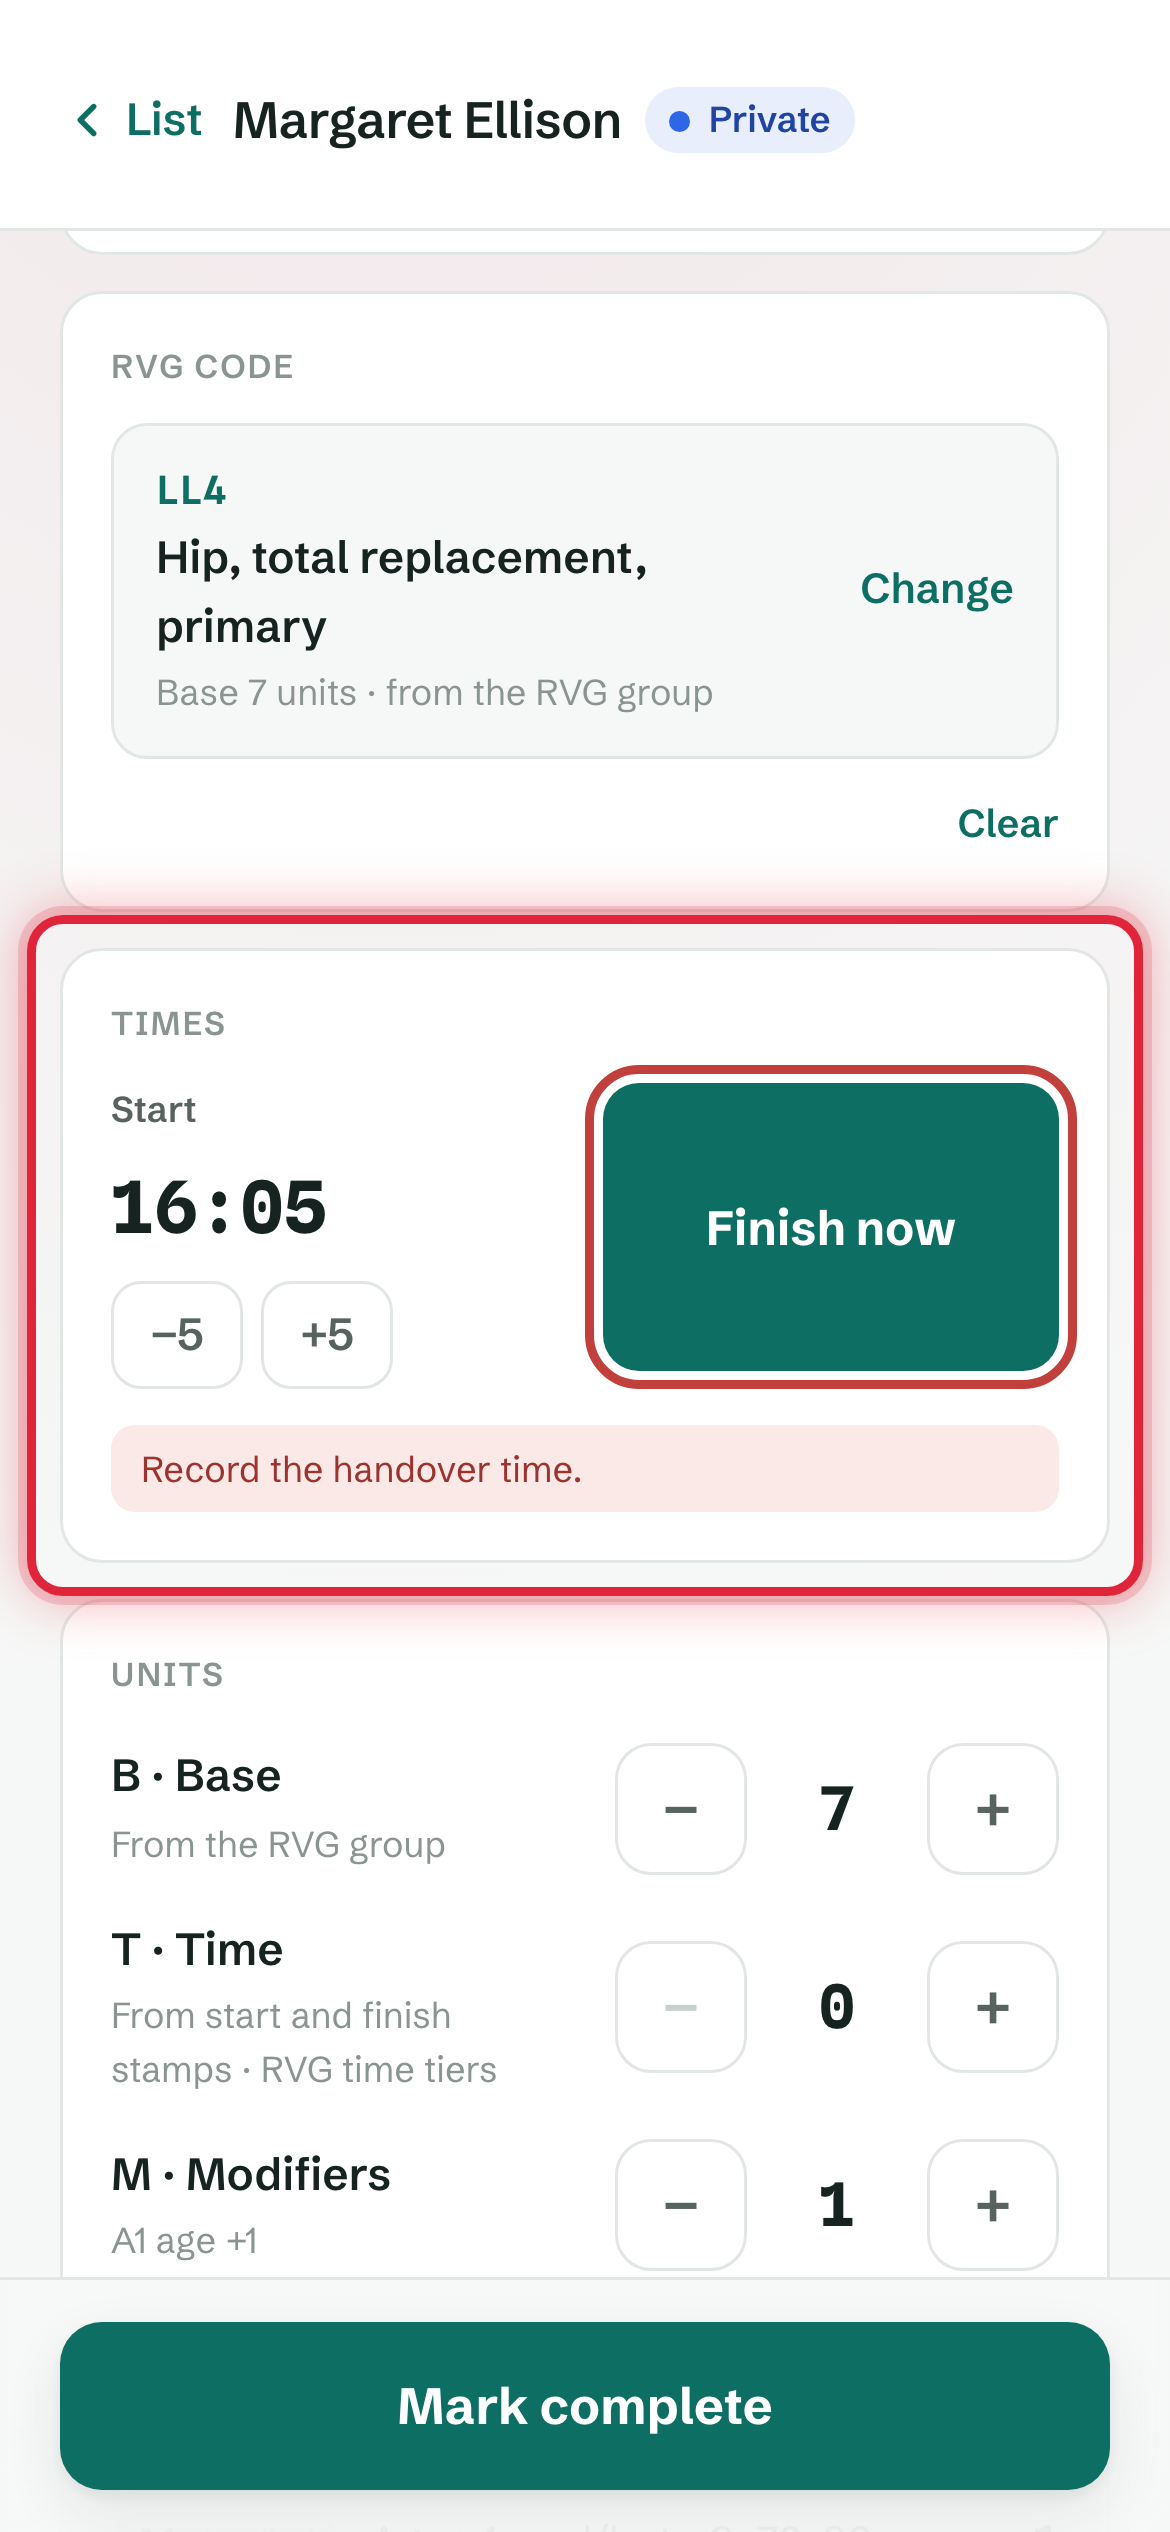 List Margaret Ellison Private
RVG CODE
LL4
Hip, total replacement,
primary
Base 7 units · from the RVG group
Change
Clear
TIMES
Start
16:05
−5 +5
Finish now
Record the handover time.
UNITS
B · Base
From the RVG group
− 7 +
T · Time
From start and finish
stamps · RVG time tiers
− 0 +
M · Modifiers
A1 age +1
− 1 +
Mark complete